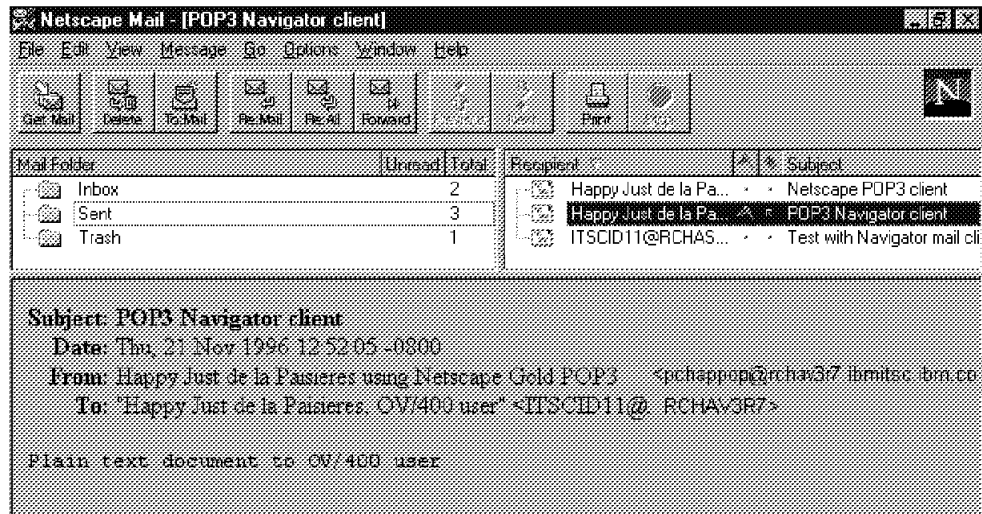 Netscape Mail - [POP3 Navigator client]
File Edit View Message Go Options Window Help
Get Mail Delete To:Mail Re:Mail Re:All Forward Previous Next Print Stop
N
Mail Folder Unread Total
Inbox 2
Sent 3
Trash 1
Recipient Subject
Happy Just de la Pa... Netscape POP3 client
Happy Just de la Pa... POP3 Navigator client
ITSCID11@RCHAS... Test with Navigator mail cli
Subject: POP3 Navigator client
Date: Thu, 21 Nov 1996 12:52:05 -0800
From: Happy Just de la Paisieres using Netscape Gold POP3 <pchappop@rchav3r7.ibmitsc.ibm.co
To: "Happy Just de la Paisieres, OV/400 user" <ITSCID11@ RCHAV3R7>
Plain text document to OV/400 user